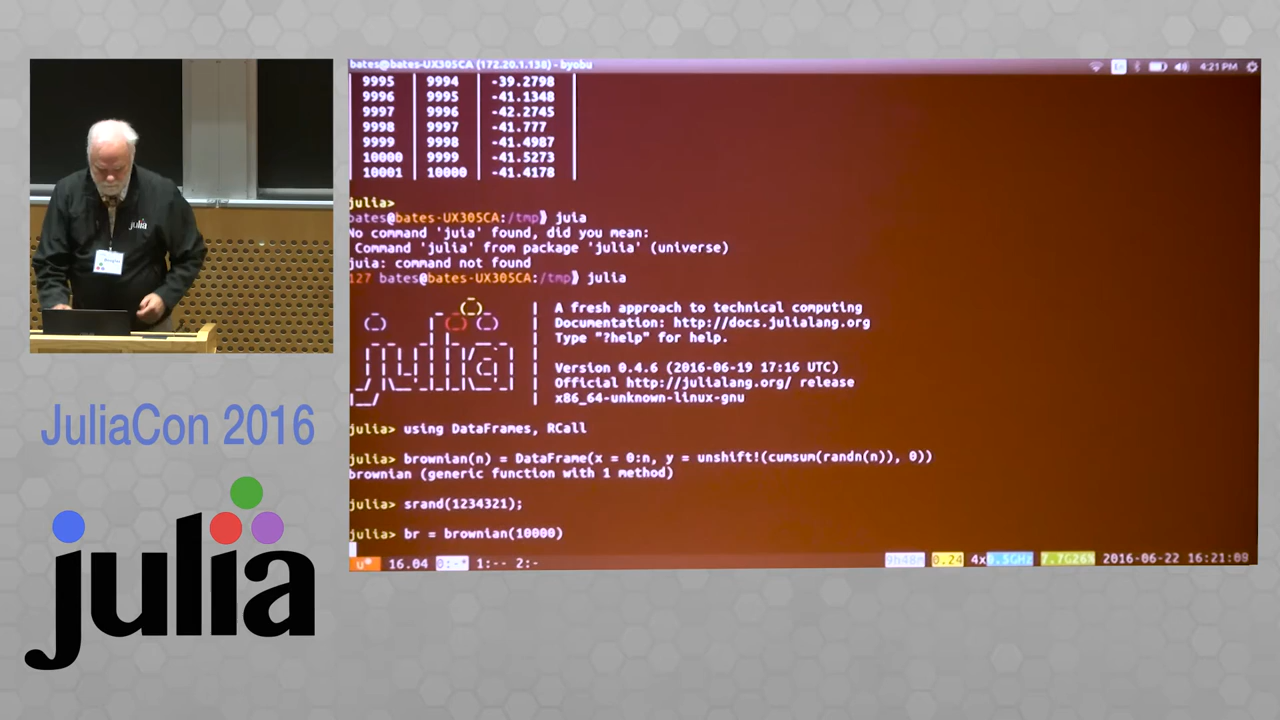 bates@bates-UX305CA (172.20.1.138) - byobu
4:21 PM
| 9995 | 9994 | -39.2798 |
| 9996 | 9995 | -41.1348 |
| 9997 | 9996 | -42.2745 |
| 9998 | 9997 | -41.777 |
| 9999 | 9998 | -41.4987 |
| 10000 | 9999 | -41.5273 |
| 10001 | 10000 | -41.4178 |
julia>
bates@bates-UX305CA:/tmp⟫ juia
No command 'juia' found, did you mean:
Command 'julia' from package 'julia' (universe)
juia: command not found
127 bates@bates-UX305CA:/tmp⟫ julia
A fresh approach to technical computing
Documentation: http://docs.julialang.org
Type "?help" for help.
Version 0.4.6 (2016-06-19 17:16 UTC)
Official http://julialang.org/ release
x86_64-unknown-linux-gnu
julia> using DataFrames, RCall
julia> brownian(n) = DataFrame(x = 0:n, y = unshift!(cumsum(randn(n)), 0))
brownian (generic function with 1 method)
julia> srand(1234321);
julia> br = brownian(10000)
16.04 0:-* 1:-- 2:- 9h48m 0.24 4x0.5GHz 7.7G26% 2016-06-22 16:21:09
julia
JuliaCon 2016
julia